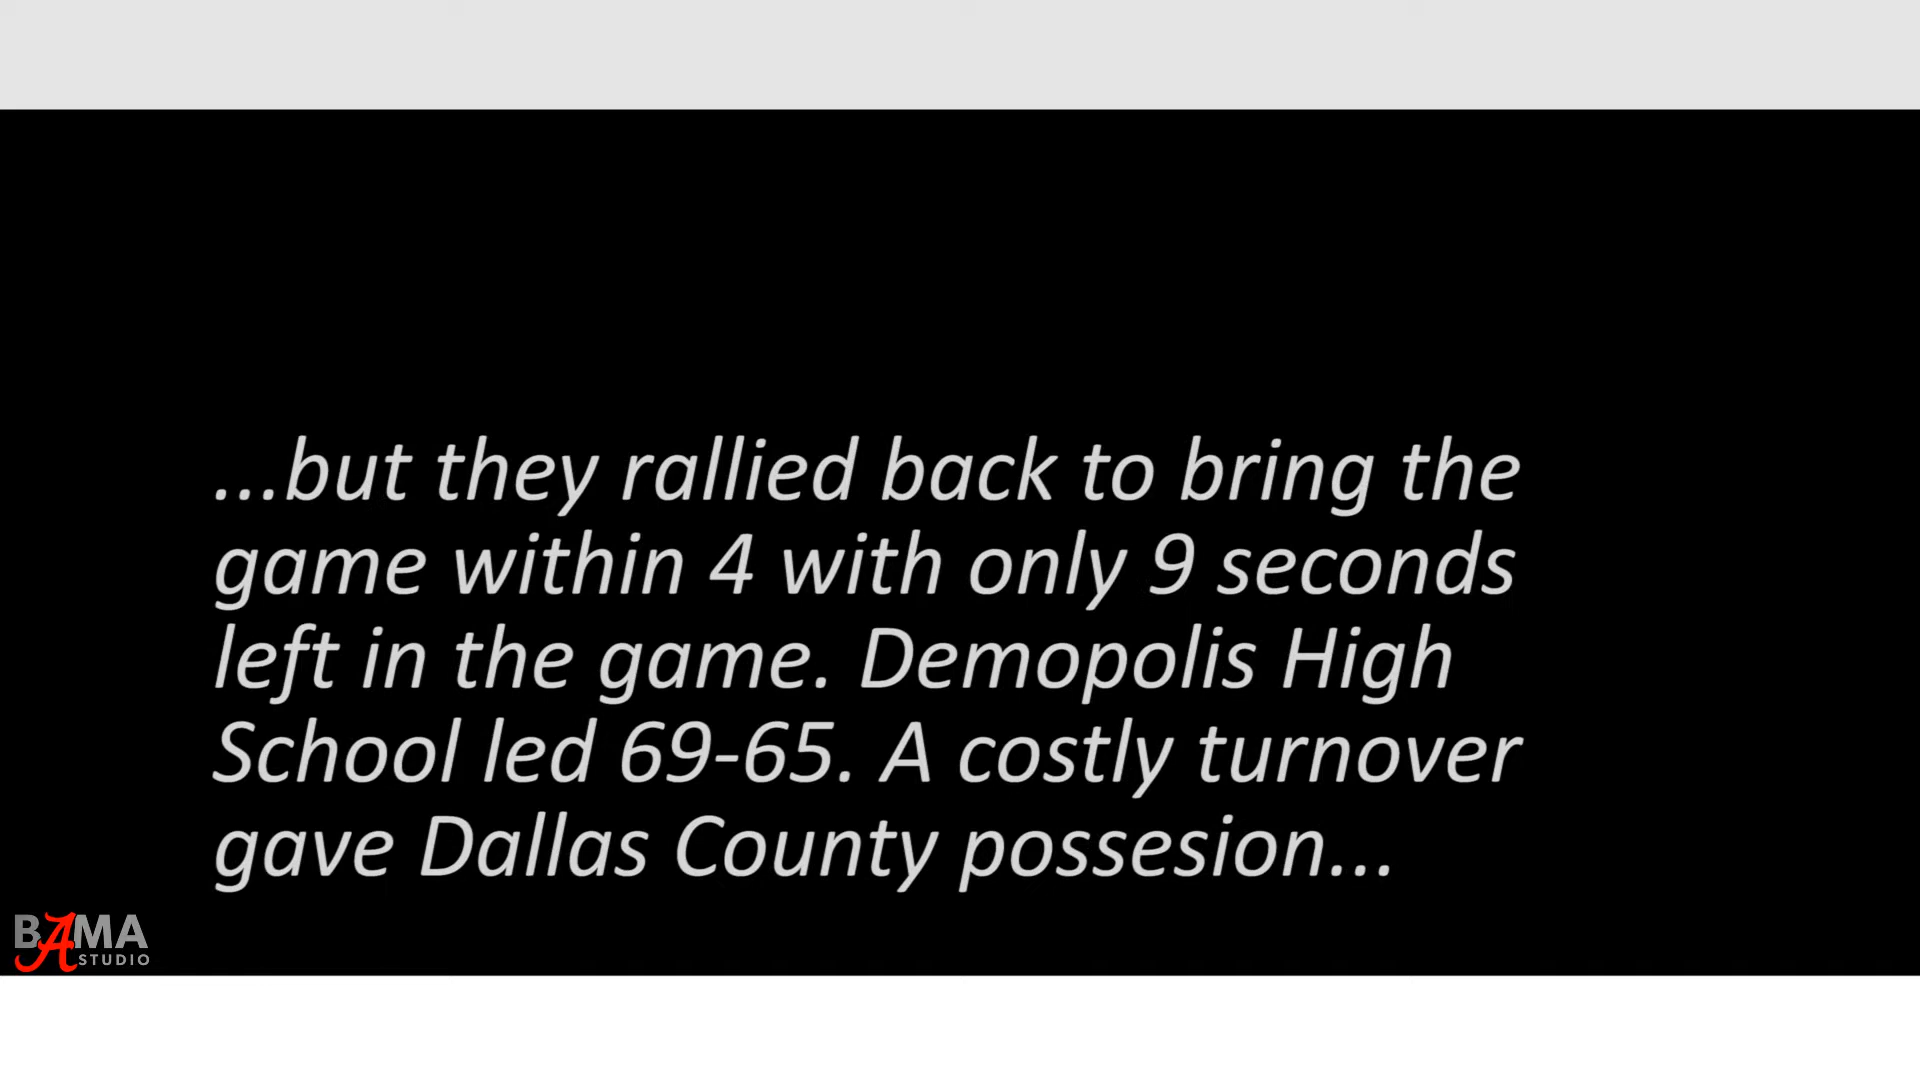 ...but they rallied back to bring the
game within 4 with only 9 seconds
left in the game. Demopolis High
School led 69-65. A costly turnover
gave Dallas County possesion...
BAMA
STUDIO